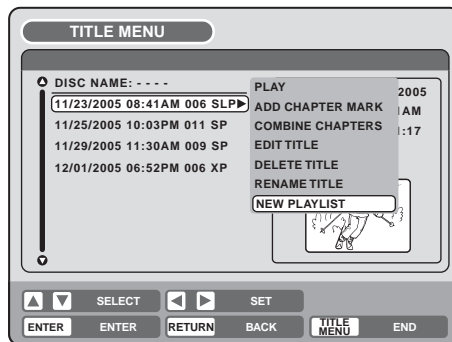 TITLE MENU
DISC NAME: - - - -
11/23/2005 08:41AM 006 SLP
11/25/2005 10:03PM 011 SP
11/29/2005 11:30AM 009 SP
12/01/2005 06:52PM 006 XP
PLAY
ADD CHAPTER MARK
COMBINE CHAPTERS
EDIT TITLE
DELETE TITLE
RENAME TITLE
NEW PLAYLIST
2005
AM
:17
SELECT SET
ENTER ENTER RETURN BACK TITLE MENU END